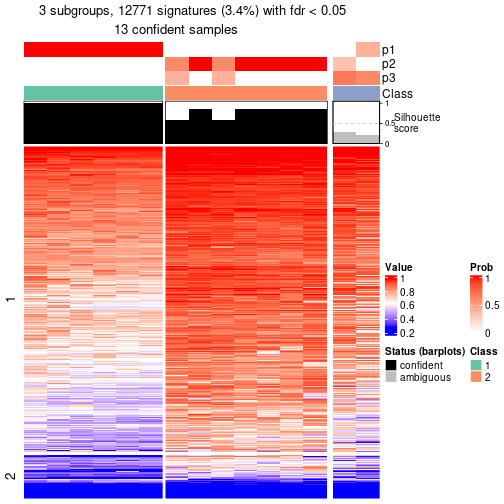 3 subgroups, 12771 signatures (3.4%) with fdr < 0.05
13 confident samples
p1
p2
p3
Class
1
0.5
0
Silhouette
score
1
2
Value
1
0.8
0.6
0.4
0.2
Prob
1
0.5
0
Status (barplots)
confident
ambiguous
Class
1
2